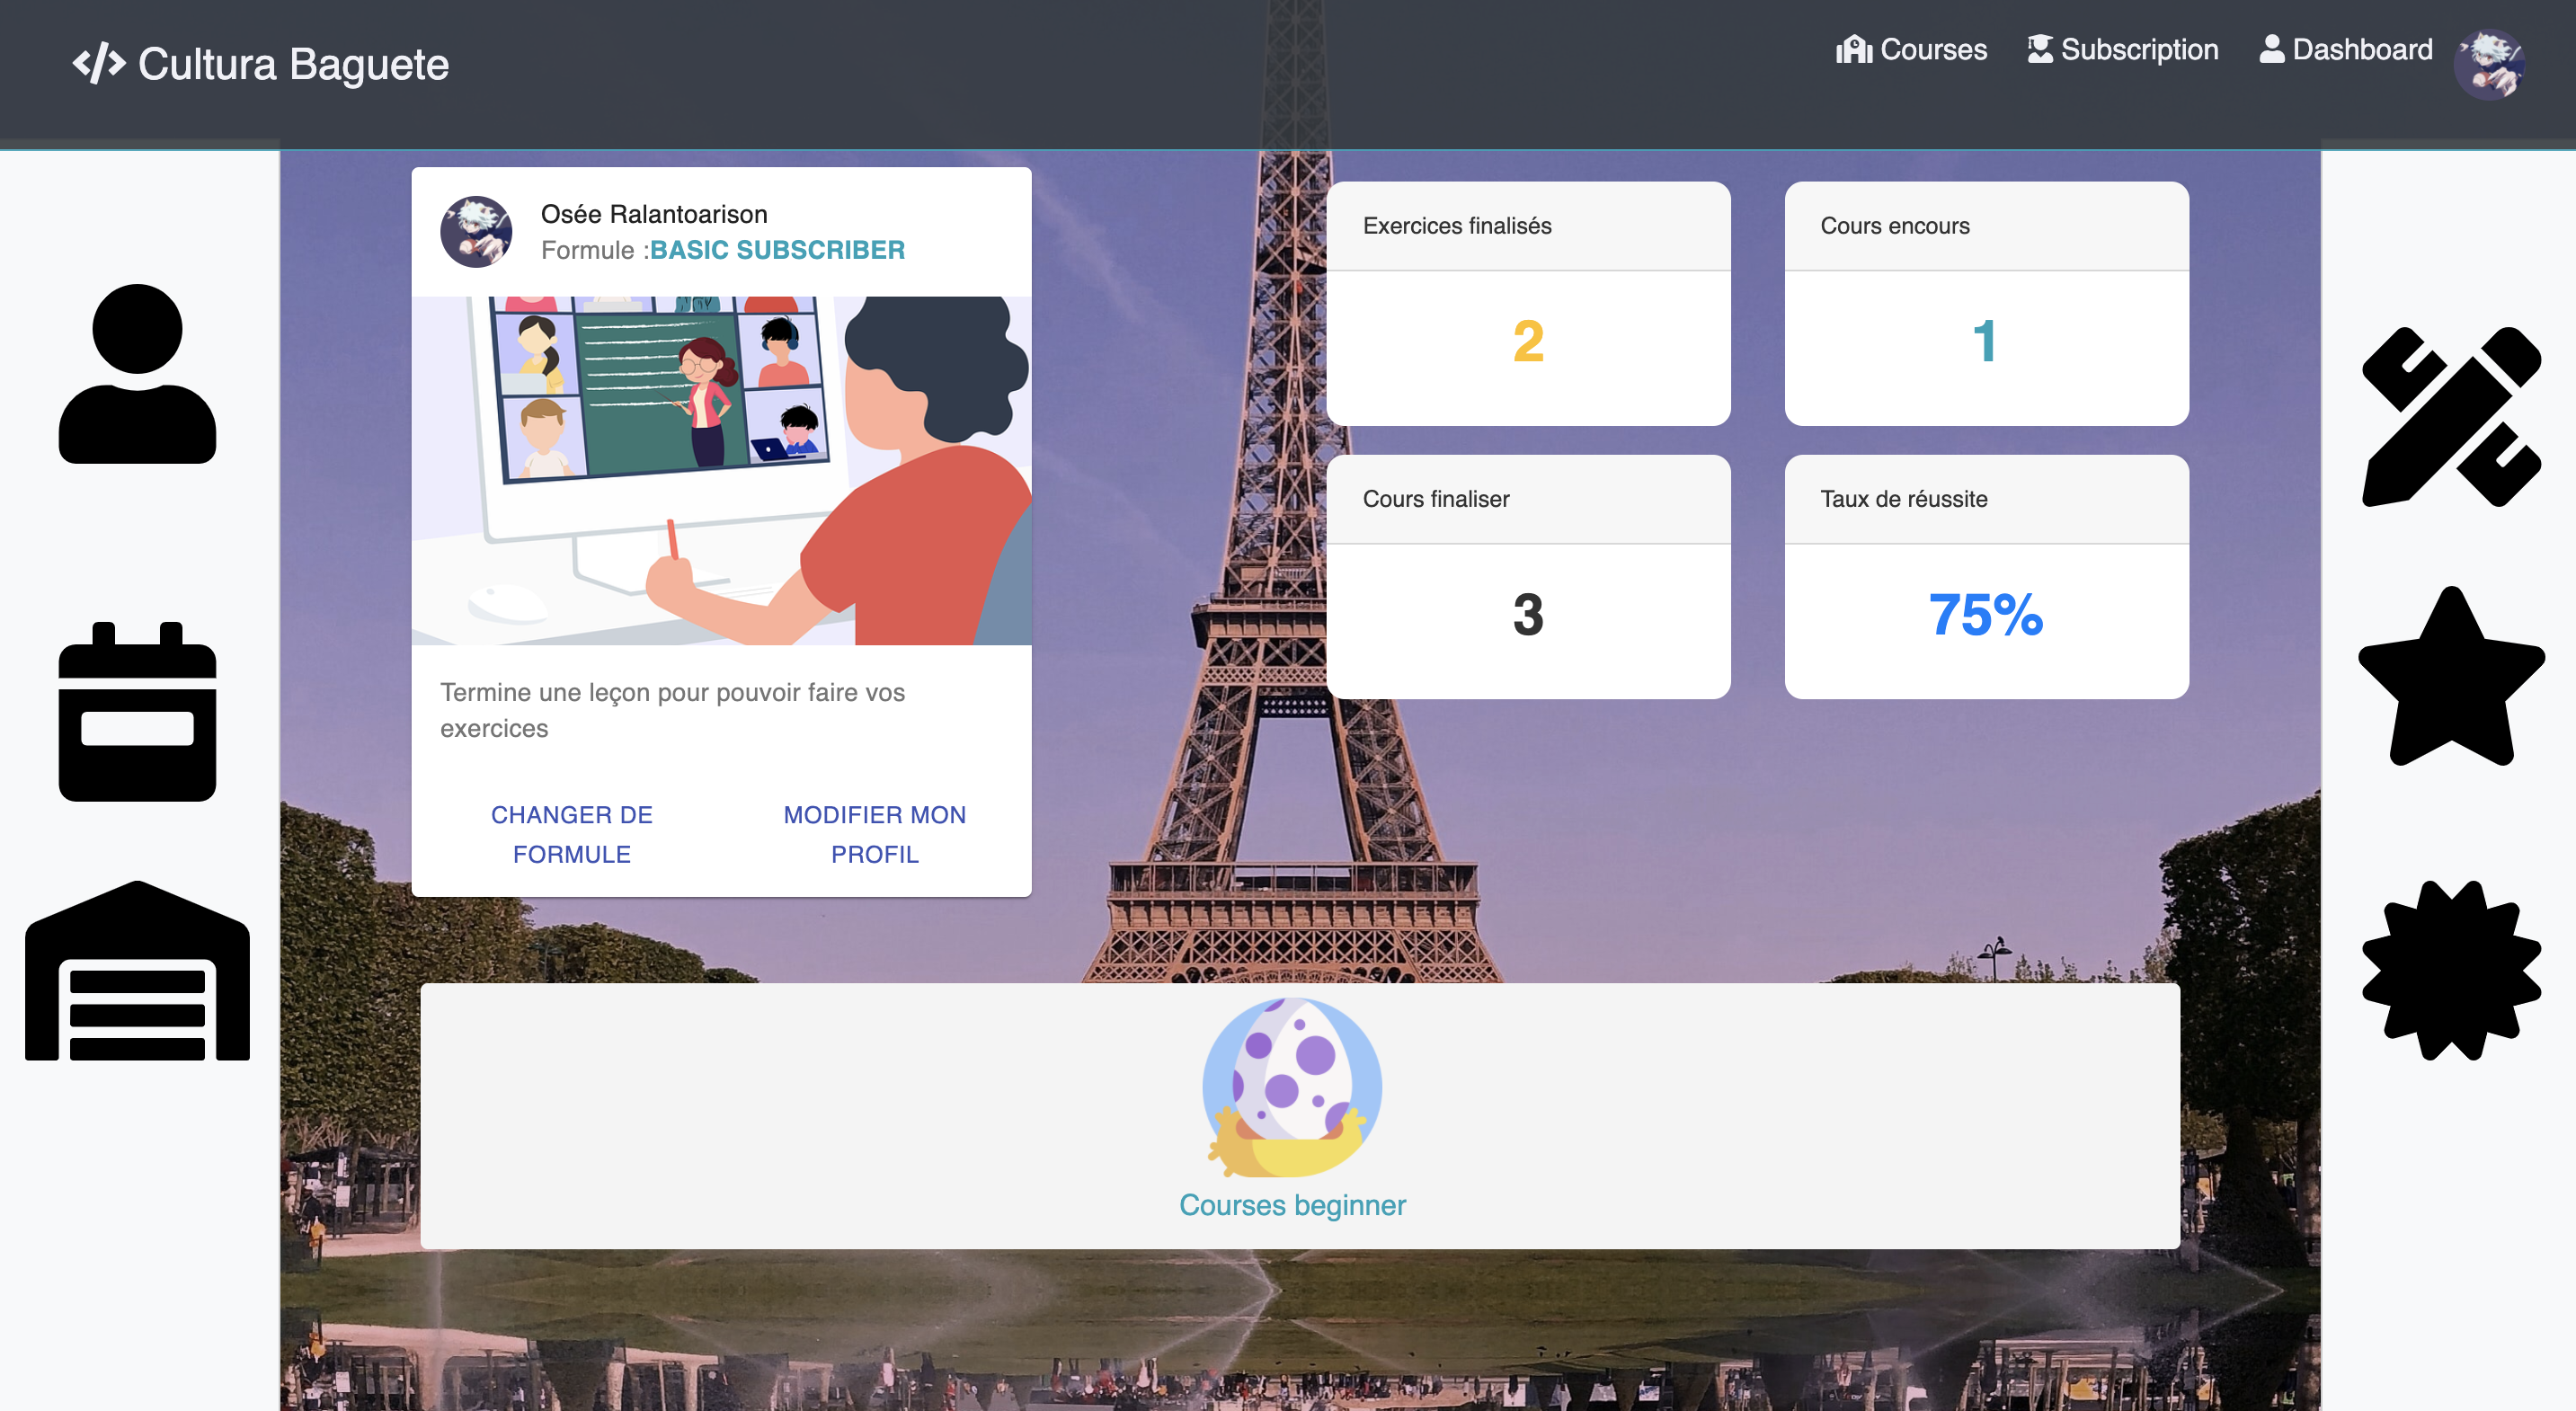 Cultura Baguete
Courses
Subscription
Dashboard
Osée Ralantoarison
Formule :BASIC SUBSCRIBER
Termine une leçon pour pouvoir faire vos
exercices
CHANGER DE
FORMULE
MODIFIER MON
PROFIL
Exercices finalisés
2
Cours encours
1
Cours finaliser
3
Taux de réussite
75%
Courses beginner